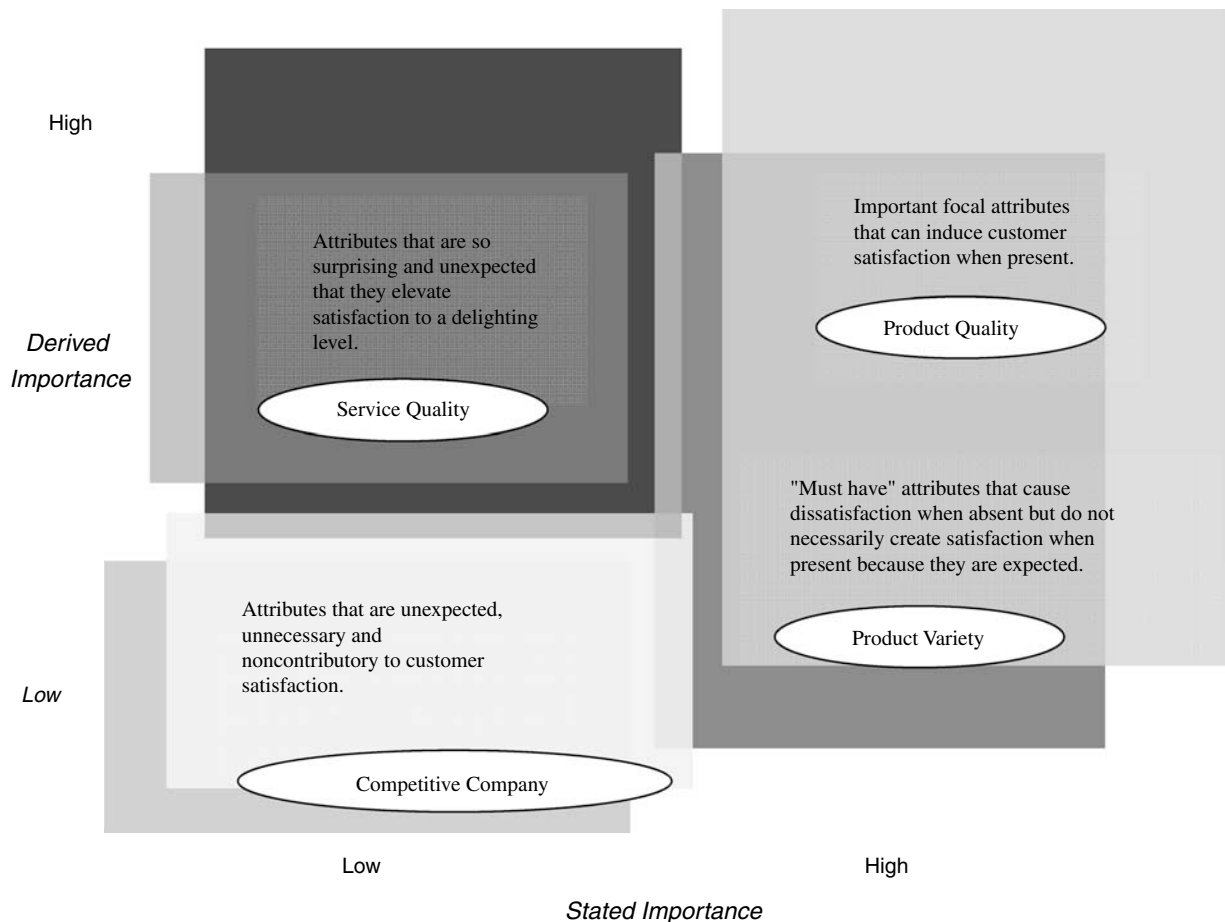 High
Attributes that are so
surprising and unexpected
that they elevate
satisfaction to a delighting
level.
Service Quality
Important focal attributes
that can induce customer
satisfaction when present.
Product Quality
Derived
Importance
"Must have" attributes that cause
dissatisfaction when absent but do not
necessarily create satisfaction when
present because they are expected.
Product Variety
Attributes that are unexpected,
unnecessary and
noncontributory to customer
satisfaction.
Competitive Company
Low
Low
High
Stated Importance